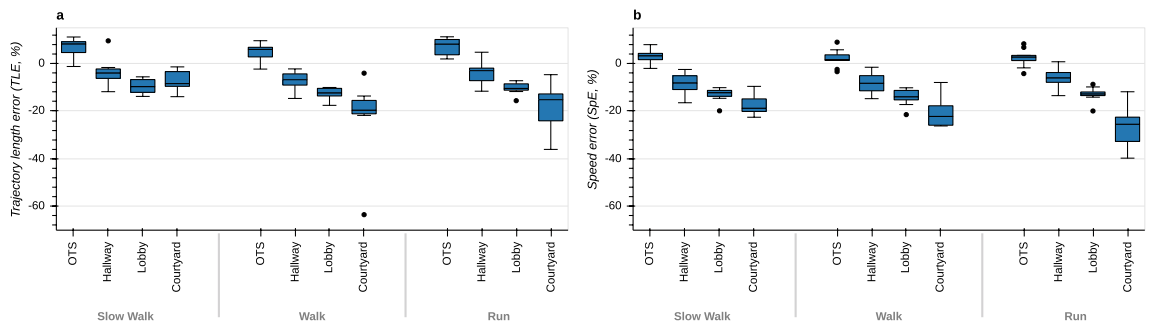 a
Trajectory length error (TLE, %)
0
-20
-40
-60
OTS
Hallway
Lobby
Courtyard
OTS
Hallway
Lobby
Courtyard
OTS
Hallway
Lobby
Courtyard
Slow Walk
Walk
Run
b
Speed error (SpE, %)
0
-20
-40
-60
OTS
Hallway
Lobby
Courtyard
OTS
Hallway
Lobby
Courtyard
OTS
Hallway
Lobby
Courtyard
Slow Walk
Walk
Run